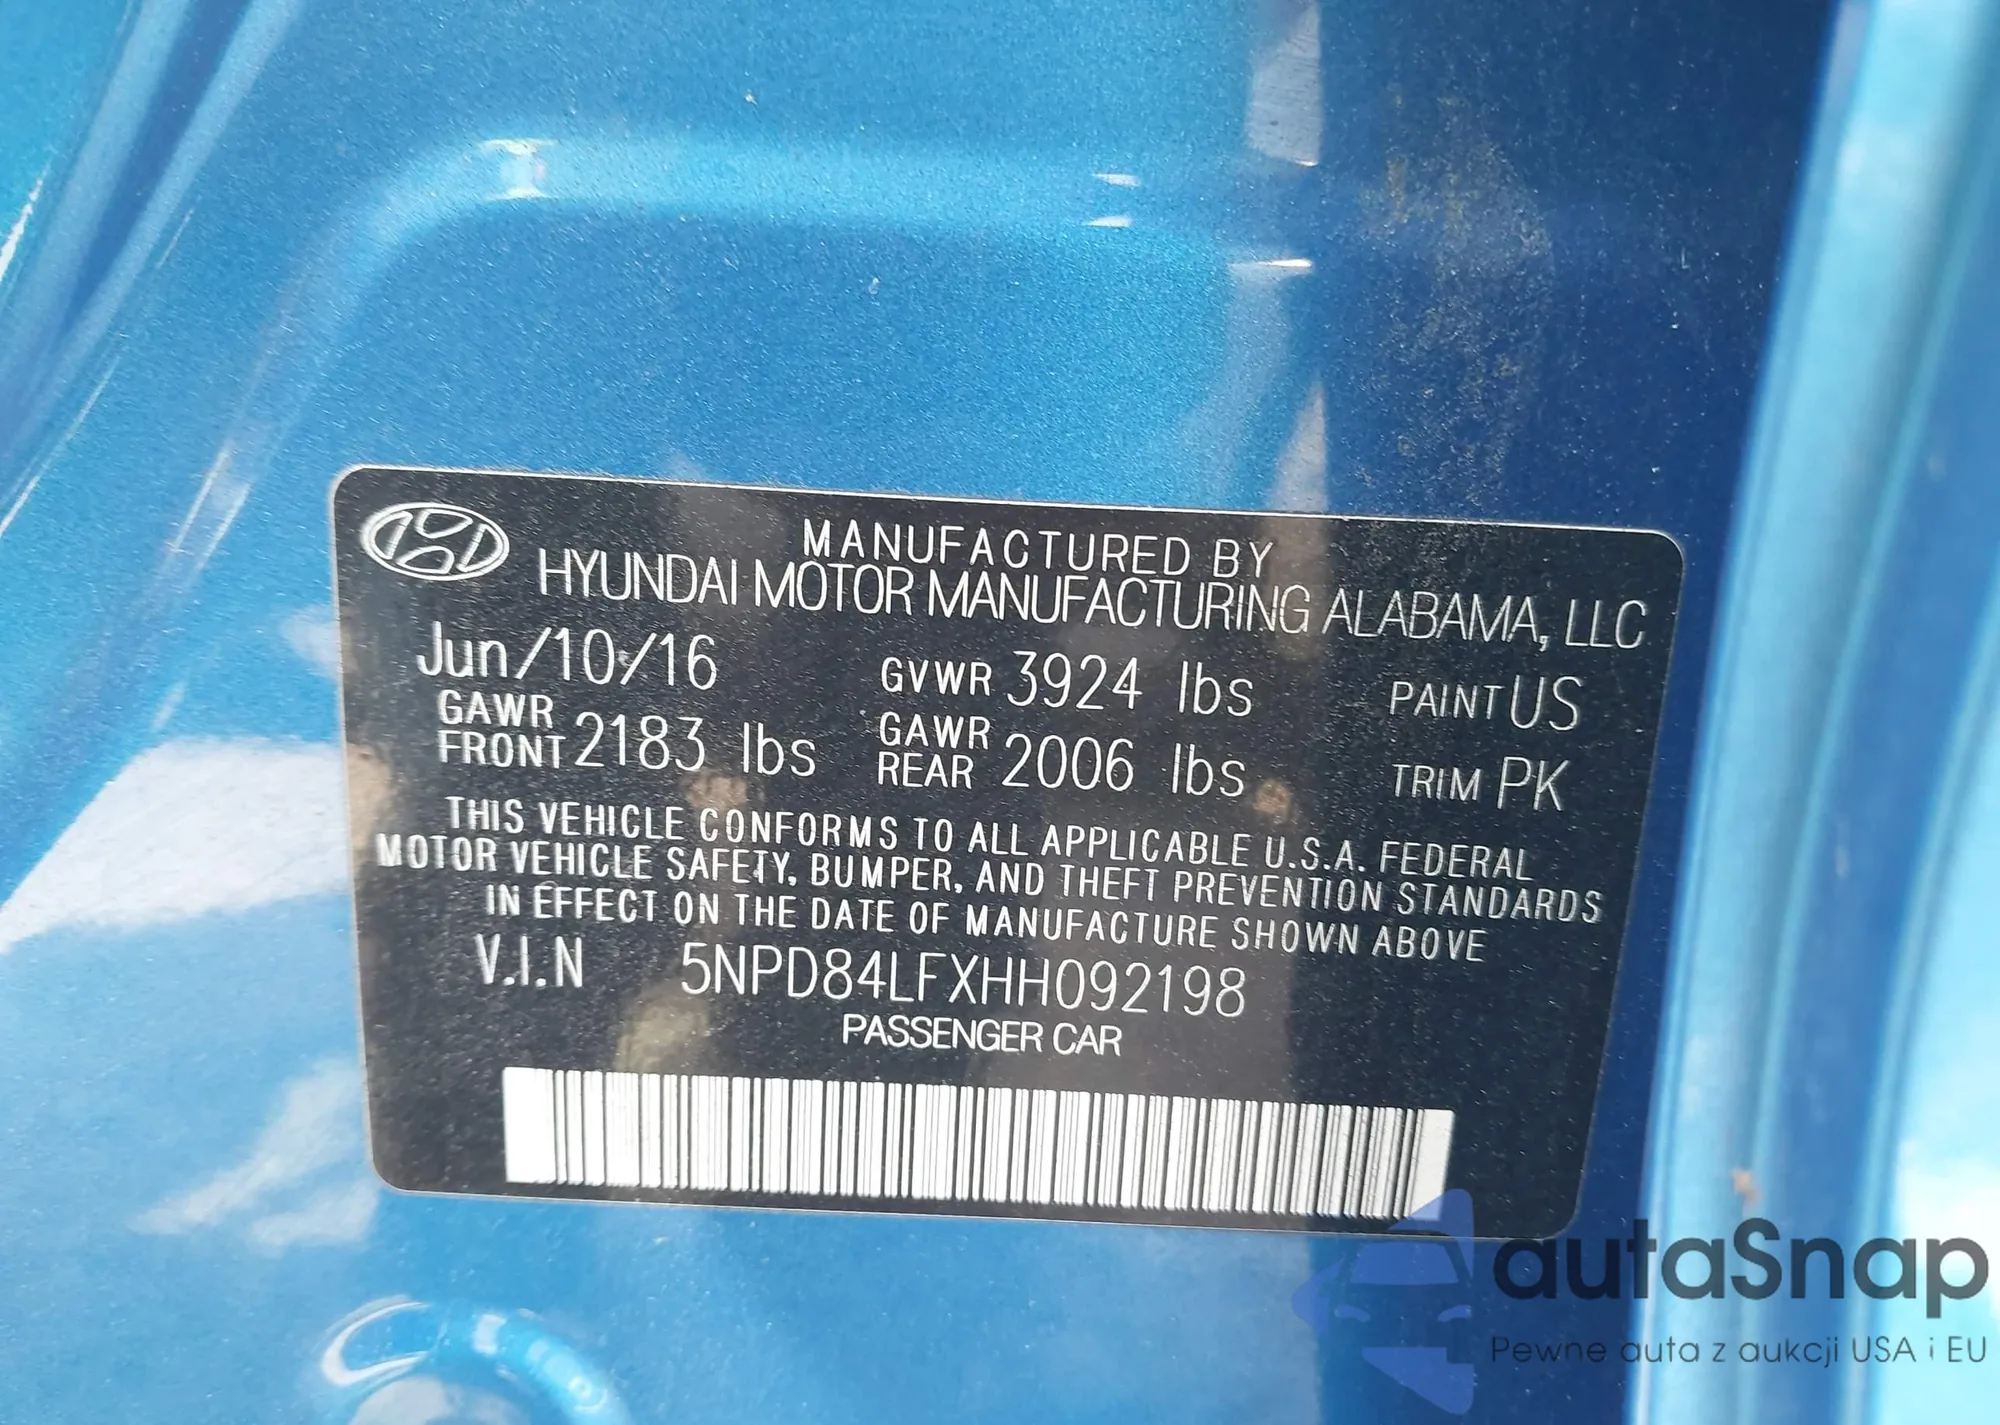 MANUFACTURED BY
HYUNDAI MOTOR MANUFACTURING ALABAMA, LLC
Jun/10/16 GVWR 3924 lbs PAINT US
GAWR FRONT 2183 lbs GAWR REAR 2006 lbs TRIM PK
THIS VEHICLE CONFORMS TO ALL APPLICABLE U.S.A. FEDERAL
MOTOR VEHICLE SAFETY, BUMPER, AND THEFT PREVENTION STANDARDS
IN EFFECT ON THE DATE OF MANUFACTURE SHOWN ABOVE
V.I.N 5NPD84LFXHH092198
PASSENGER CAR
autaSnap
Pewne auta z aukcji USA i EU